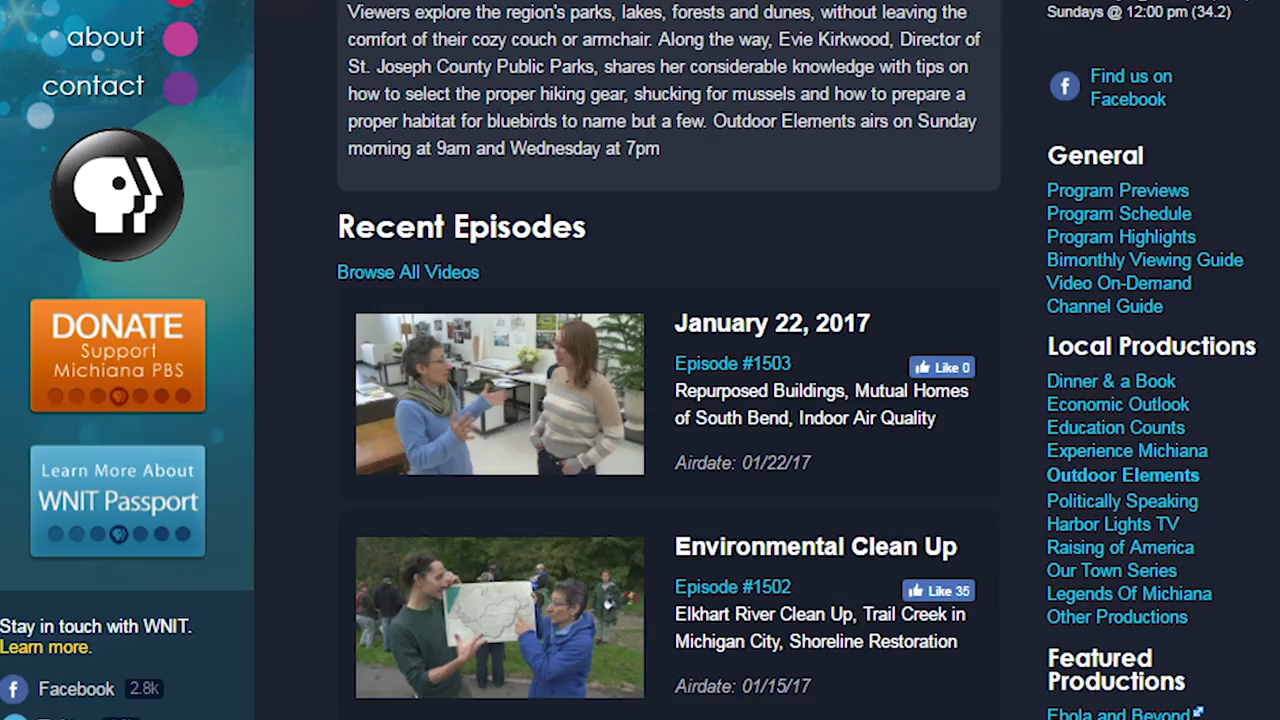 about
contact
DONATE
Support
Michiana PBS
Learn More About
WNIT Passport
Stay in touch with WNIT.
Learn more.
Facebook 2.8k
Viewers explore the region's parks, lakes, forests and dunes, without leaving the
comfort of their cozy couch or armchair. Along the way, Evie Kirkwood, Director of
St. Joseph County Public Parks, shares her considerable knowledge with tips on
how to select the proper hiking gear, shucking for mussels and how to prepare a
proper habitat for bluebirds to name but a few. Outdoor Elements airs on Sunday
morning at 9am and Wednesday at 7pm
Recent Episodes
Browse All Videos
January 22, 2017
Episode #1503
Like 0
Repurposed Buildings, Mutual Homes
of South Bend, Indoor Air Quality
Airdate: 01/22/17
Environmental Clean Up
Episode #1502
Like 35
Elkhart River Clean Up, Trail Creek in
Michigan City, Shoreline Restoration
Airdate: 01/15/17
Sundays @ 12:00 pm (34.2)
Find us on
Facebook
General
Program Previews
Program Schedule
Program Highlights
Bimonthly Viewing Guide
Video On-Demand
Channel Guide
Local Productions
Dinner & a Book
Economic Outlook
Education Counts
Experience Michiana
Outdoor Elements
Politically Speaking
Harbor Lights TV
Raising of America
Our Town Series
Legends Of Michiana
Other Productions
Featured
Productions
Ebola and Beyond